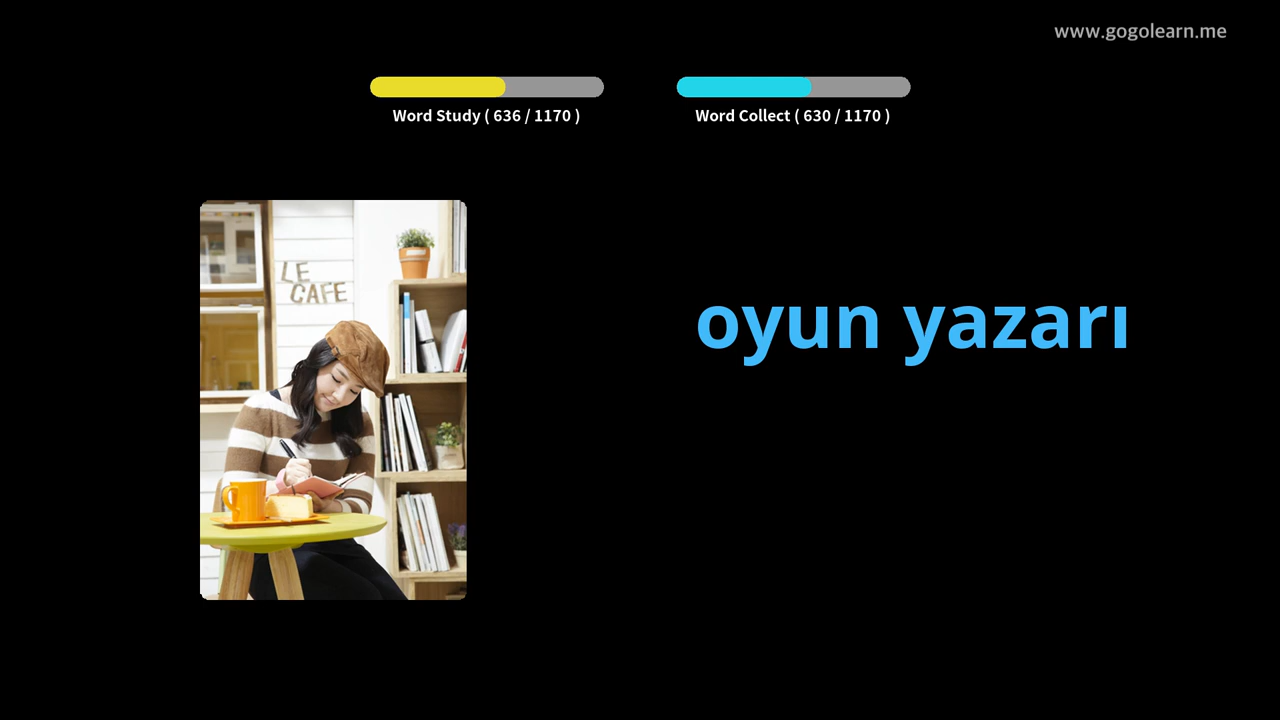 www.gogolearn.me
Word Study ( 636 / 1170 )
Word Collect ( 630 / 1170 )
LE
CAFE
oyun yazarı